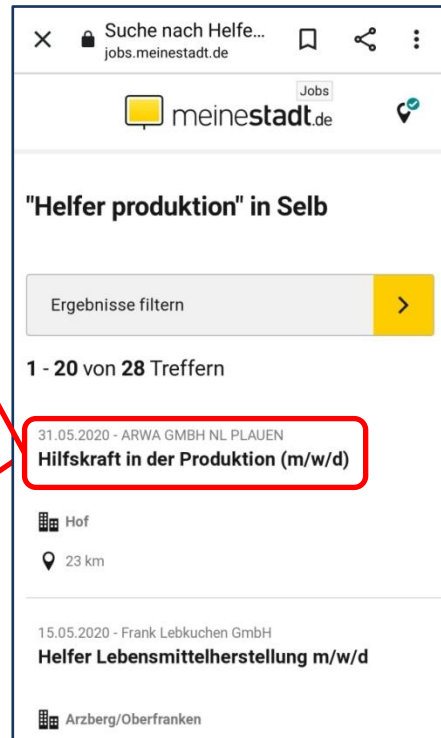 Suche nach Helfe...
jobs.meinestadt.de
Jobs
meinestadt.de
"Helfer produktion" in Selb
Ergebnisse filtern
1 - 20 von 28 Treffern
31.05.2020 - ARWA GMBH NL PLAUEN
Hilfskraft in der Produktion (m/w/d)
Hof
23 km
15.05.2020 - Frank Lebkuchen GmbH
Helfer Lebensmittelherstellung m/w/d
Arzberg/Oberfranken